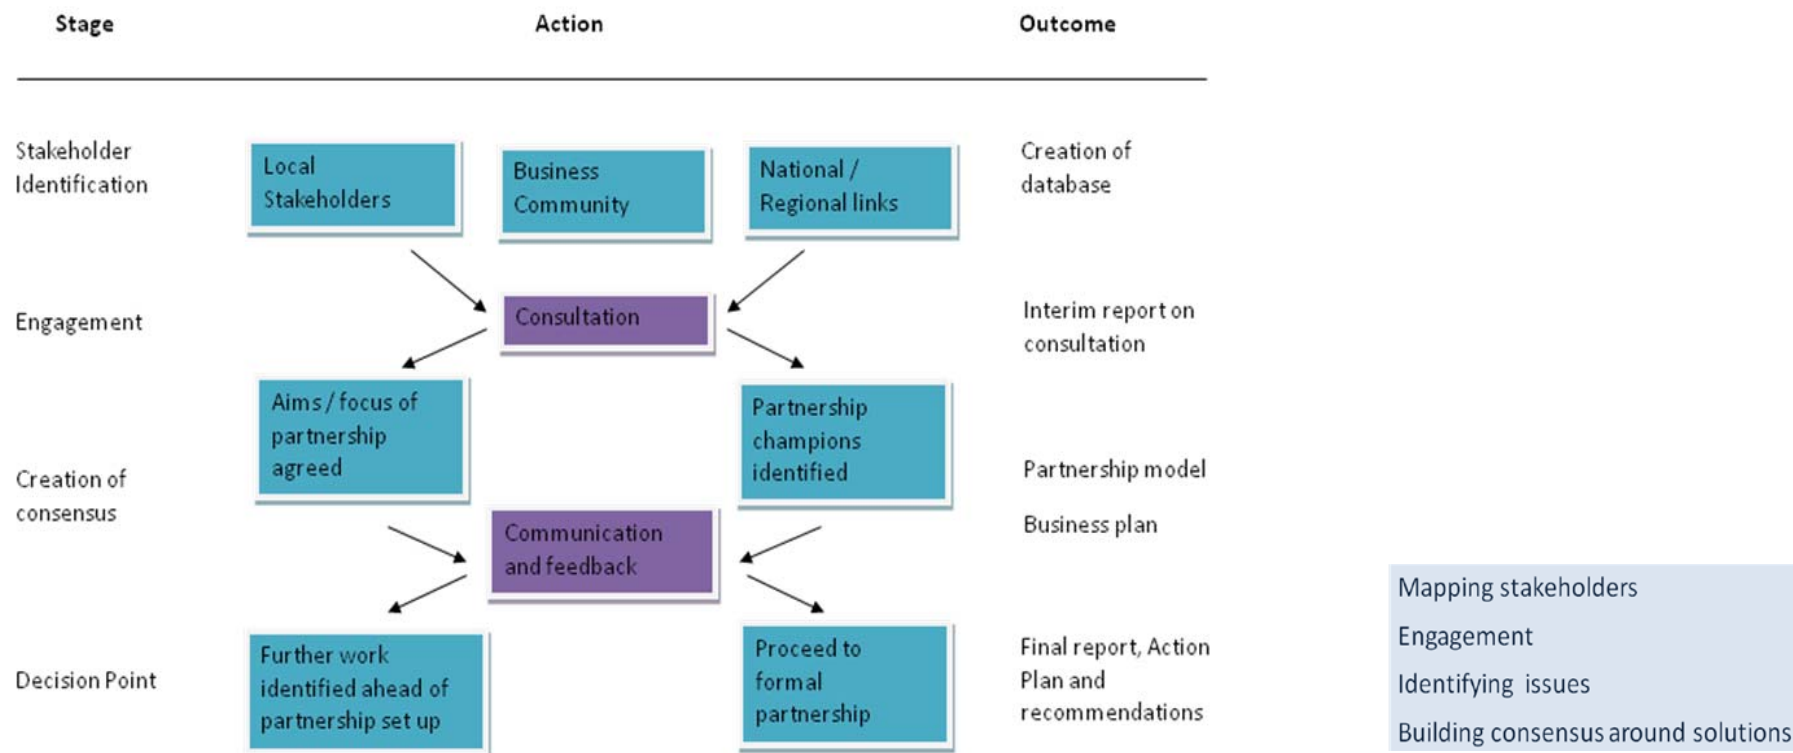 Stage
Action
Outcome
Stakeholder
Identification
Local
Stakeholders
Business
Community
National /
Regional links
Creation of
database
Engagement
Consultation
Interim report on
consultation
Creation of
consensus
Aims / focus of
partnership
agreed
Partnership
champions
identified
Partnership model
Business plan
Communication
and feedback
Decision Point
Further work
identified ahead of
partnership set up
Proceed to
formal
partnership
Final report, Action
Plan and
recommendations
Mapping stakeholders
Engagement
Identifying issues
Building consensus around solutions